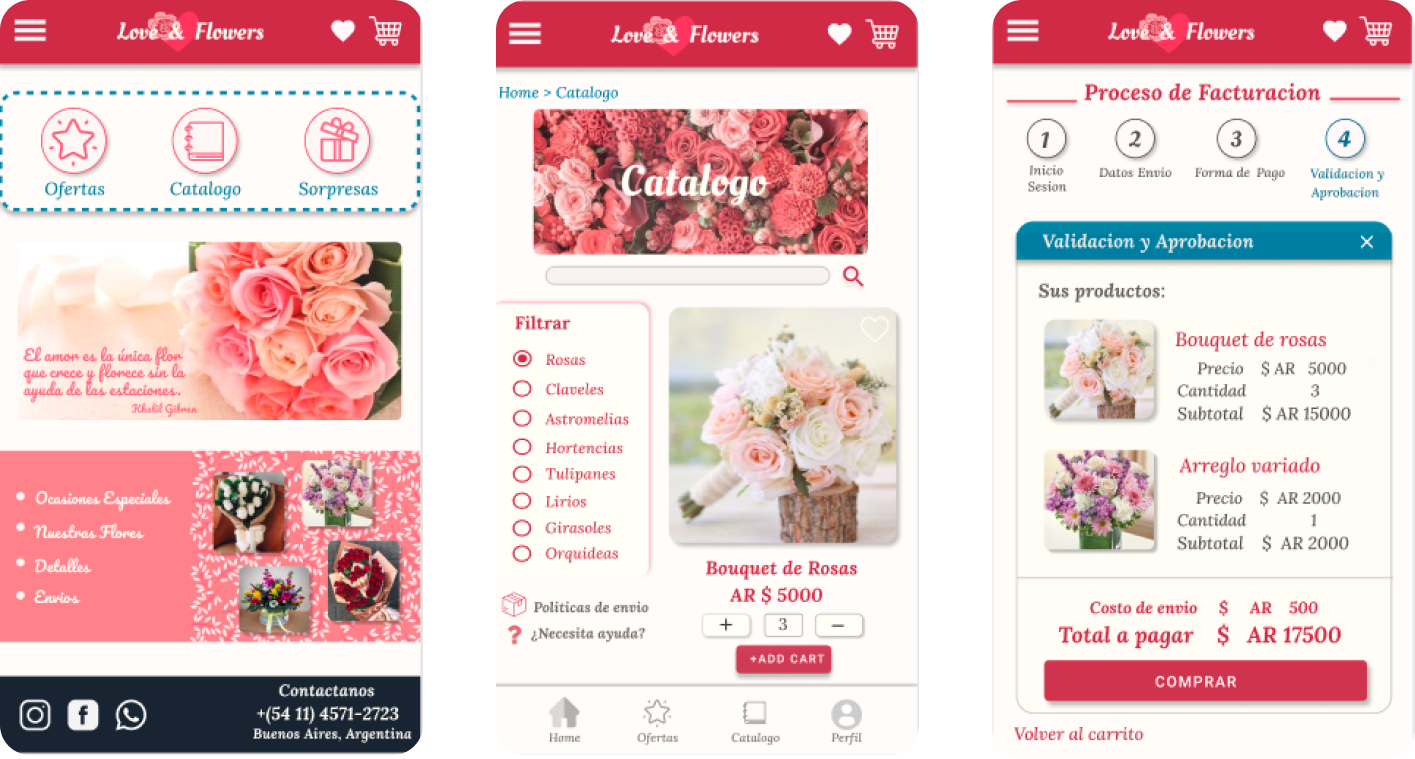 Love & Flowers
Ofertas
Catalogo
Sorpresas
El amor es la única flor
que crece y florece sin la
ayuda de las estaciones..
Khalil Gibran
Ocasiones Especiales
Nuestras Flores
Detalles
Envios
Contactanos
+(54 11) 4571-2723
Buenos Aires, Argentina
Love & Flowers
Home > Catalogo
Catalogo
Filtrar
Rosas
Claveles
Astromelias
Hortencias
Tulipanes
Lirios
Girasoles
Orquideas
Politicas de envio
? ¿Necesita ayuda?
Bouquet de Rosas
AR $ 5000
+ 3 −
+ADD CART
Home
Ofertas
Catalogo
Perfil
Love & Flowers
Proceso de Facturacion
1
Inicio
Sesion
2
Datos Envio
3
Forma de Pago
4
Validacion y
Aprobacion
Validacion y Aprobacion
Sus productos:
Bouquet de rosas
Precio $ AR 5000
Cantidad 3
Subtotal $ AR 15000
Arreglo variado
Precio $ AR 2000
Cantidad 1
Subtotal $ AR 2000
Costo de envio $ AR 500
Total a pagar $ AR 17500
COMPRAR
Volver al carrito